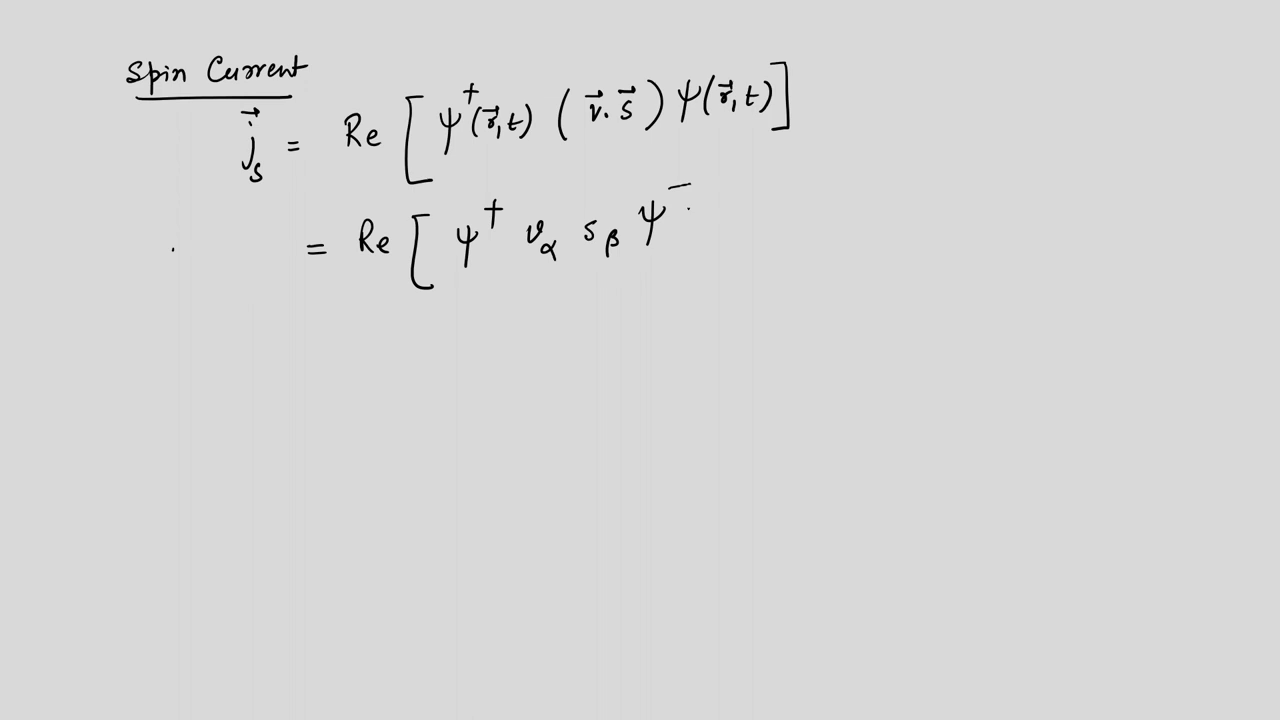 Spin Current
j⃗_s = Re [ ψ†(r⃗,t) ( v⃗.s⃗ ) ψ(r⃗,t) ]
= Re [ ψ† v_α s_β ψ